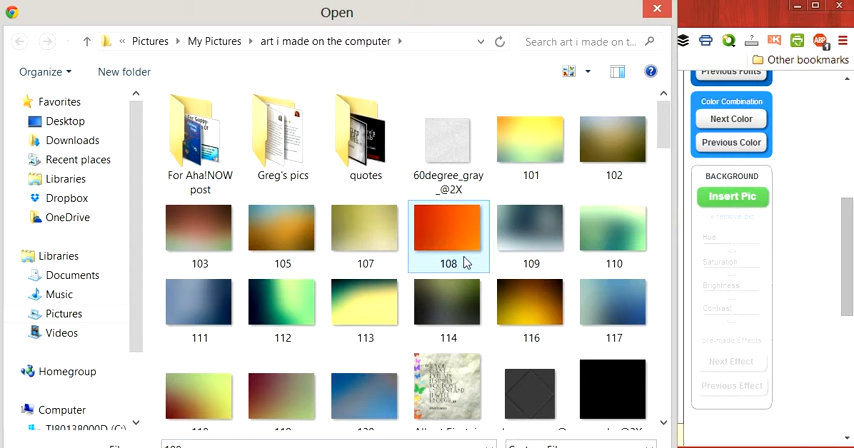 Open
« Pictures ▸ My Pictures ▸ art i made on the computer ▸
Search art i made on t...
Organize
New folder
Other bookmarks
Favorites
Desktop
Downloads
Recent places
Libraries
Dropbox
OneDrive
Libraries
Documents
Music
Pictures
Videos
Homegroup
Computer
TI80138000D (C:)
For Aha!NOW
post
Greg's pics
quotes
60degree_gray
_@2X
101
102
103
105
107
108
109
110
111
112
113
114
116
117
Previous Fonts
Color Combination
Next Color
Previous Color
BACKGROUND
Insert Pic
Hue
Saturation
Brightness
Contrast
Next Effect
Previous Effect